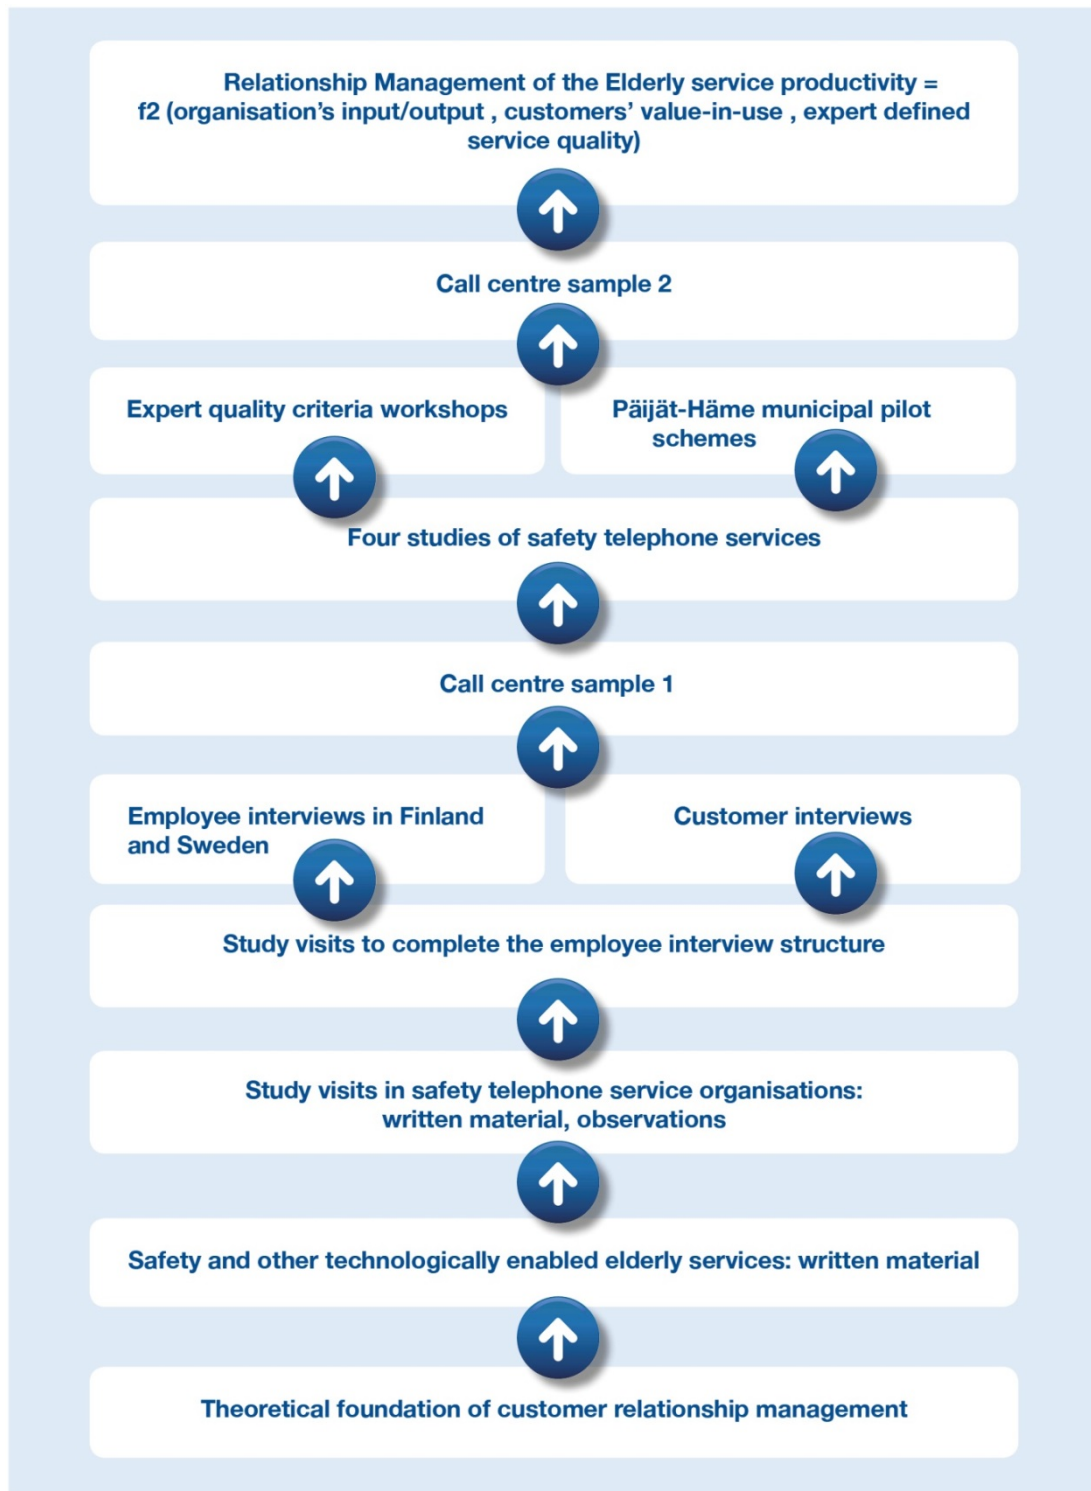 Relationship Management of the Elderly service productivity =
f2 (organisation's input/output , customers' value-in-use , expert defined
service quality)
Call centre sample 2
Expert quality criteria workshops
Päijät-Häme municipal pilot
schemes
Four studies of safety telephone services
Call centre sample 1
Employee interviews in Finland
and Sweden
Customer interviews
Study visits to complete the employee interview structure
Study visits in safety telephone service organisations:
written material, observations
Safety and other technologically enabled elderly services: written material
Theoretical foundation of customer relationship management